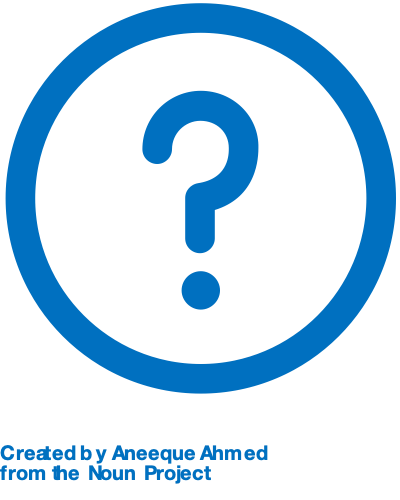 ?
Created by Aneeque Ahmed
from the Noun Project